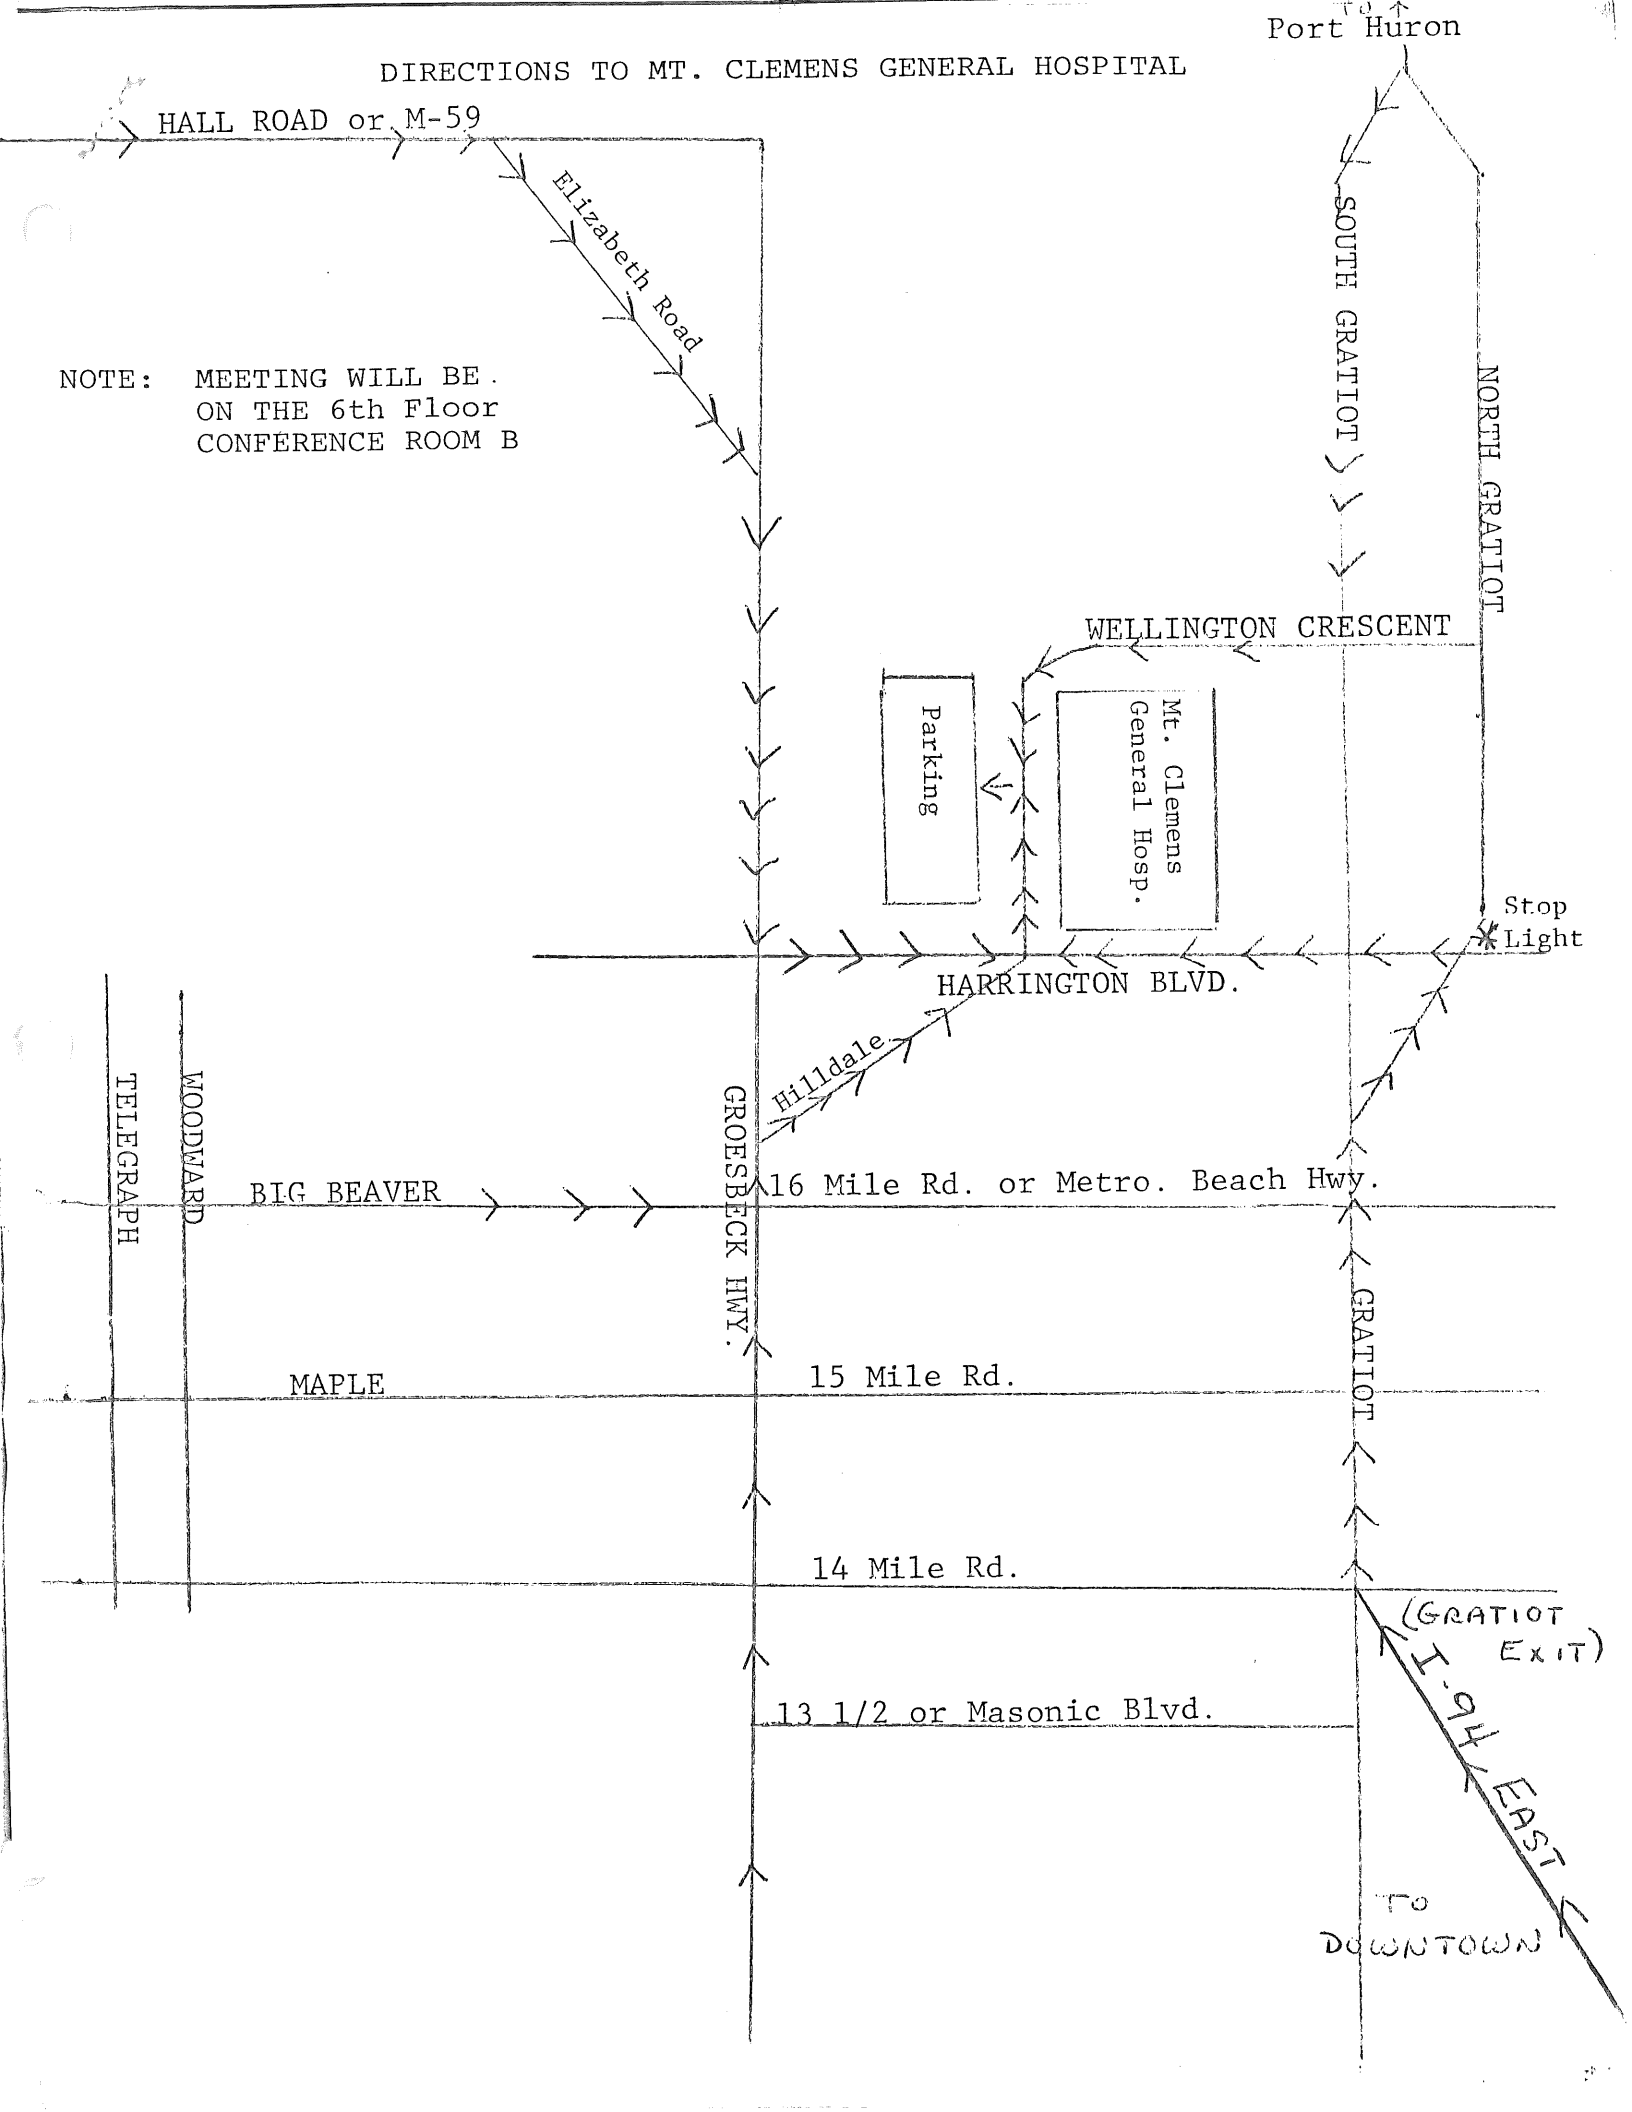 TO
Port Huron
DIRECTIONS TO MT. CLEMENS GENERAL HOSPITAL
HALL ROAD or M-59
Elizabeth Road
SOUTH GRATIOT
NORTH GRATIOT
NOTE: MEETING WILL BE
ON THE 6th Floor
CONFERENCE ROOM B
WELLINGTON CRESCENT
Parking
Mt. Clemens
General Hosp.
Stop
Light
HARRINGTON BLVD.
Hilldale
TELEGRAPH
WOODWARD
GROESBECK HWY.
BIG BEAVER
16 Mile Rd. or Metro. Beach Hwy.
GRATIOT
MAPLE
15 Mile Rd.
14 Mile Rd.
(GRATIOT
EXIT)
I-94 EAST
13 1/2 or Masonic Blvd.
TO
DOWNTOWN